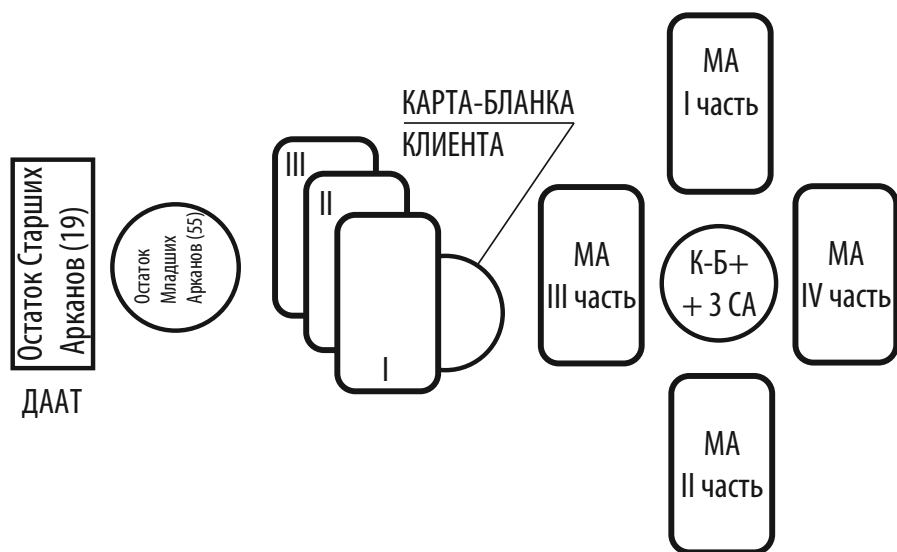 Остаток Старших
Арканов (19)
ДААТ
Остаток
Младших
Арканов (55)
III
II
I
КАРТА-БЛАНКА
КЛИЕНТА
МА
I часть
МА
III часть
К-Б+
+ 3 СА
МА
IV часть
МА
II часть